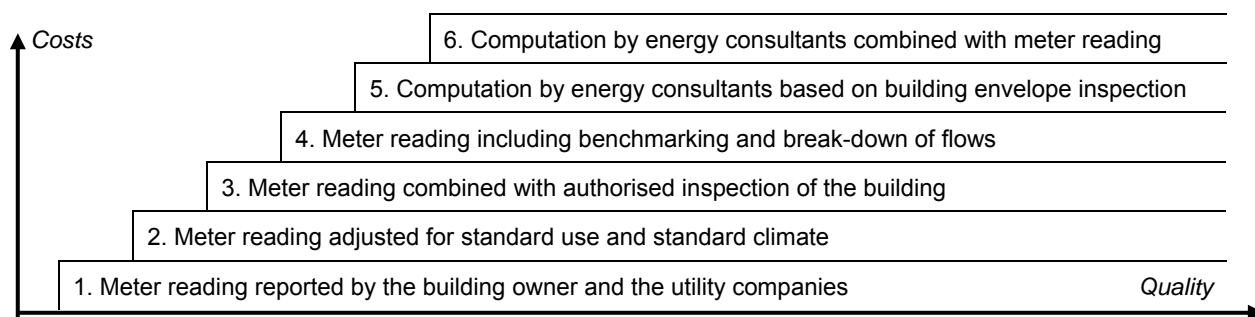 Costs
6. Computation by energy consultants combined with meter reading
5. Computation by energy consultants based on building envelope inspection
4. Meter reading including benchmarking and break-down of flows
3. Meter reading combined with authorised inspection of the building
2. Meter reading adjusted for standard use and standard climate
1. Meter reading reported by the building owner and the utility companies
Quality